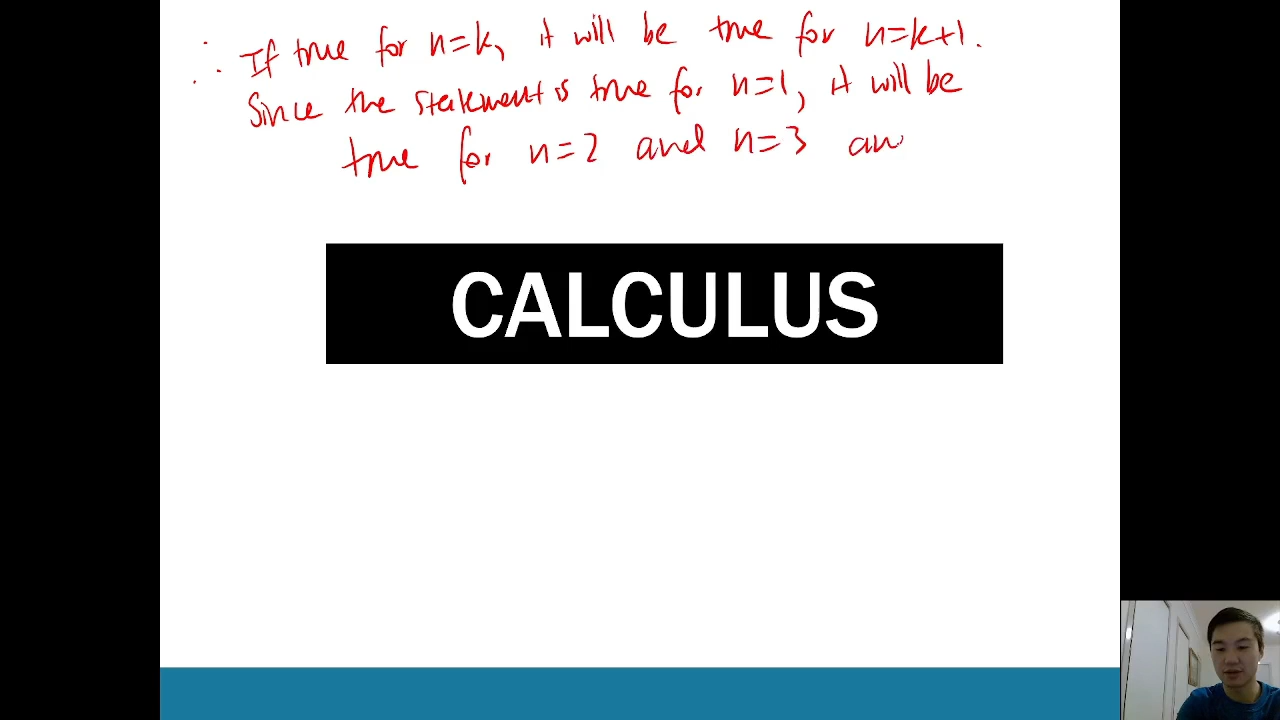 ∴ If true for n=k, it will be true for n=k+1.
Since the statement is true for n=1, it will be
true for n=2 and n=3 an
CALCULUS